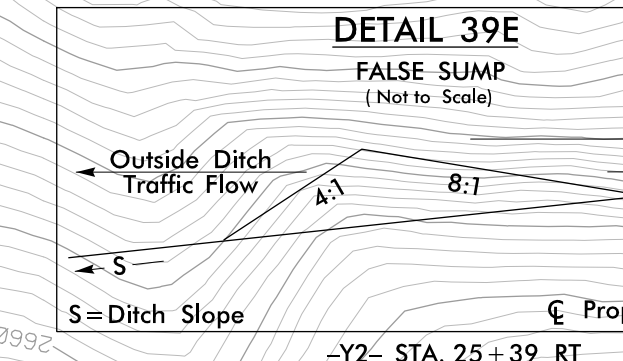 DETAIL 39E
FALSE SUMP
( Not to Scale)
Outside Ditch
Traffic Flow
4:1
8:1
S
S=Ditch Slope
℄ Prop
2660
-Y2- STA. 25+39 RT